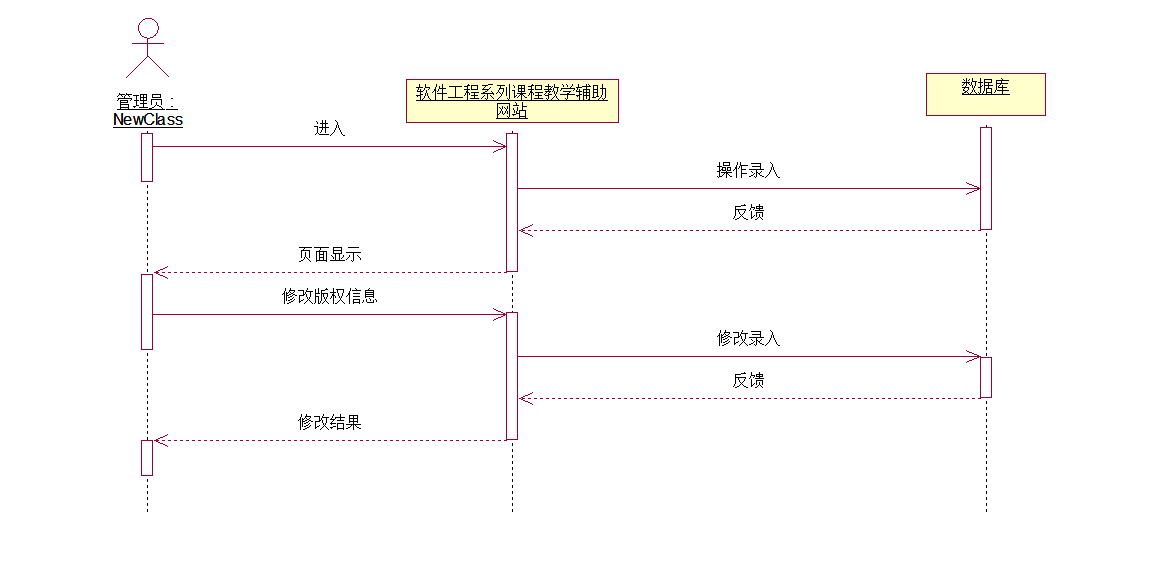 管理员 :
NewClass
软件工程系列课程教学辅助
网站
数据库
进入
操作录入
反馈
页面显示
修改版权信息
修改录入
反馈
修改结果